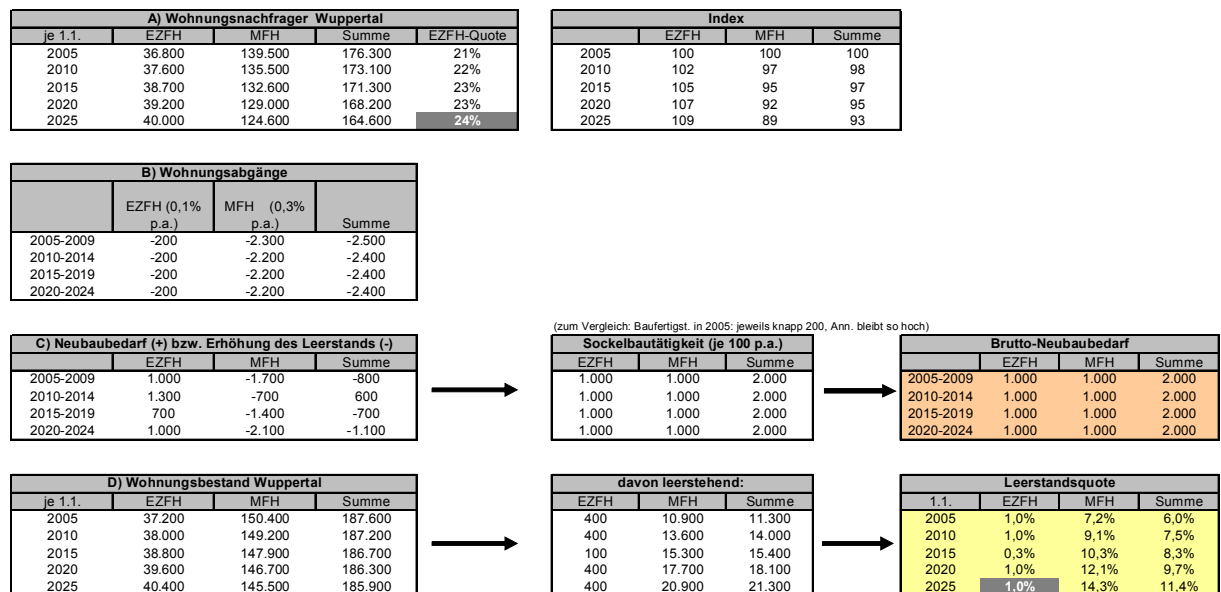 A) Wohnungsnachfrager Wuppertal
je 1.1. EZFH MFH Summe EZFH-Quote
2005 36.800 139.500 176.300 21%
2010 37.600 135.500 173.100 22%
2015 38.700 132.600 171.300 23%
2020 39.200 129.000 168.200 23%
2025 40.000 124.600 164.600 24%
Index
EZFH MFH Summe
2005 100 100 100
2010 102 97 98
2015 105 95 97
2020 107 92 95
2025 109 89 93
B) Wohnungsabgänge
EZFH (0,1% MFH (0,3%
p.a.) p.a.) Summe
2005-2009 -200 -2.300 -2.500
2010-2014 -200 -2.200 -2.400
2015-2019 -200 -2.200 -2.400
2020-2024 -200 -2.200 -2.400
C) Neubaubedarf (+) bzw. Erhöhung des Leerstands (-)
EZFH MFH Summe
2005-2009 1.000 -1.700 -800
2010-2014 1.300 -700 600
2015-2019 700 -1.400 -700
2020-2024 1.000 -2.100 -1.100
(zum Vergleich: Baufertigst. in 2005: jeweils knapp 200, Ann. bleibt so hoch)
Sockelbautätigkeit (je 100 p.a.)
EZFH MFH Summe
1.000 1.000 2.000
1.000 1.000 2.000
1.000 1.000 2.000
1.000 1.000 2.000
Brutto-Neubaubedarf
EZFH MFH Summe
2005-2009 1.000 1.000 2.000
2010-2014 1.000 1.000 2.000
2015-2019 1.000 1.000 2.000
2020-2024 1.000 1.000 2.000
D) Wohnungsbestand Wuppertal
je 1.1. EZFH MFH Summe
2005 37.200 150.400 187.600
2010 38.000 149.200 187.200
2015 38.800 147.900 186.700
2020 39.600 146.700 186.300
2025 40.400 145.500 185.900
davon leerstehend:
EZFH MFH Summe
400 10.900 11.300
400 13.600 14.000
100 15.300 15.400
400 17.700 18.100
400 20.900 21.300
Leerstandsquote
1.1. EZFH MFH Summe
2005 1,0% 7,2% 6,0%
2010 1,0% 9,1% 7,5%
2015 0,3% 10,3% 8,3%
2020 1,0% 12,1% 9,7%
2025 1,0% 14,3% 11,4%